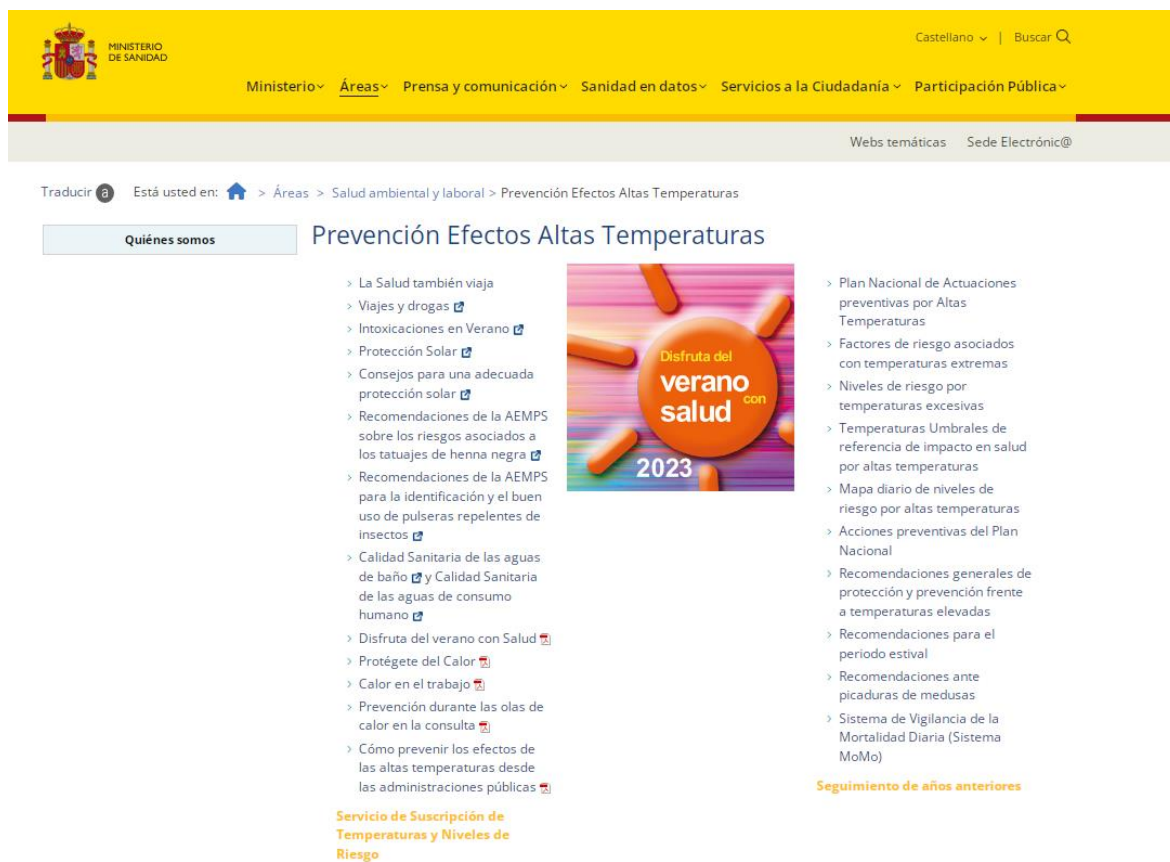 MINISTERIO
DE SANIDAD
Castellano | Buscar
Ministerio Áreas Prensa y comunicación Sanidad en datos Servicios a la Ciudadanía Participación Pública
Webs temáticas Sede Electrónic@
Traducir a Está usted en: > Áreas > Salud ambiental y laboral > Prevención Efectos Altas Temperaturas
Quiénes somos
Prevención Efectos Altas Temperaturas
La Salud también viaja
Viajes y drogas
Intoxicaciones en Verano
Protección Solar
Consejos para una adecuada
protección solar
Recomendaciones de la AEMPS
sobre los riesgos asociados a
los tatuajes de henna negra
Recomendaciones de la AEMPS
para la identificación y el buen
uso de pulseras repelentes de
insectos
Calidad Sanitaria de las aguas
de baño y Calidad Sanitaria
de las aguas de consumo
humano
Disfruta del verano con Salud
Protégete del Calor
Calor en el trabajo
Prevención durante las olas de
calor en la consulta
Cómo prevenir los efectos de
las altas temperaturas desde
las administraciones públicas
Servicio de Suscripción de
Temperaturas y Niveles de
Riesgo
Disfruta del
verano
con
salud
2023
Plan Nacional de Actuaciones
preventivas por Altas
Temperaturas
Factores de riesgo asociados
con temperaturas extremas
Niveles de riesgo por
temperaturas excesivas
Temperaturas Umbrales de
referencia de impacto en salud
por altas temperaturas
Mapa diario de niveles de
riesgo por altas temperaturas
Acciones preventivas del Plan
Nacional
Recomendaciones generales de
protección y prevención frente
a temperaturas elevadas
Recomendaciones para el
periodo estival
Recomendaciones ante
picaduras de medusas
Sistema de Vigilancia de la
Mortalidad Diaria (Sistema
MoMo)
Seguimiento de años anteriores